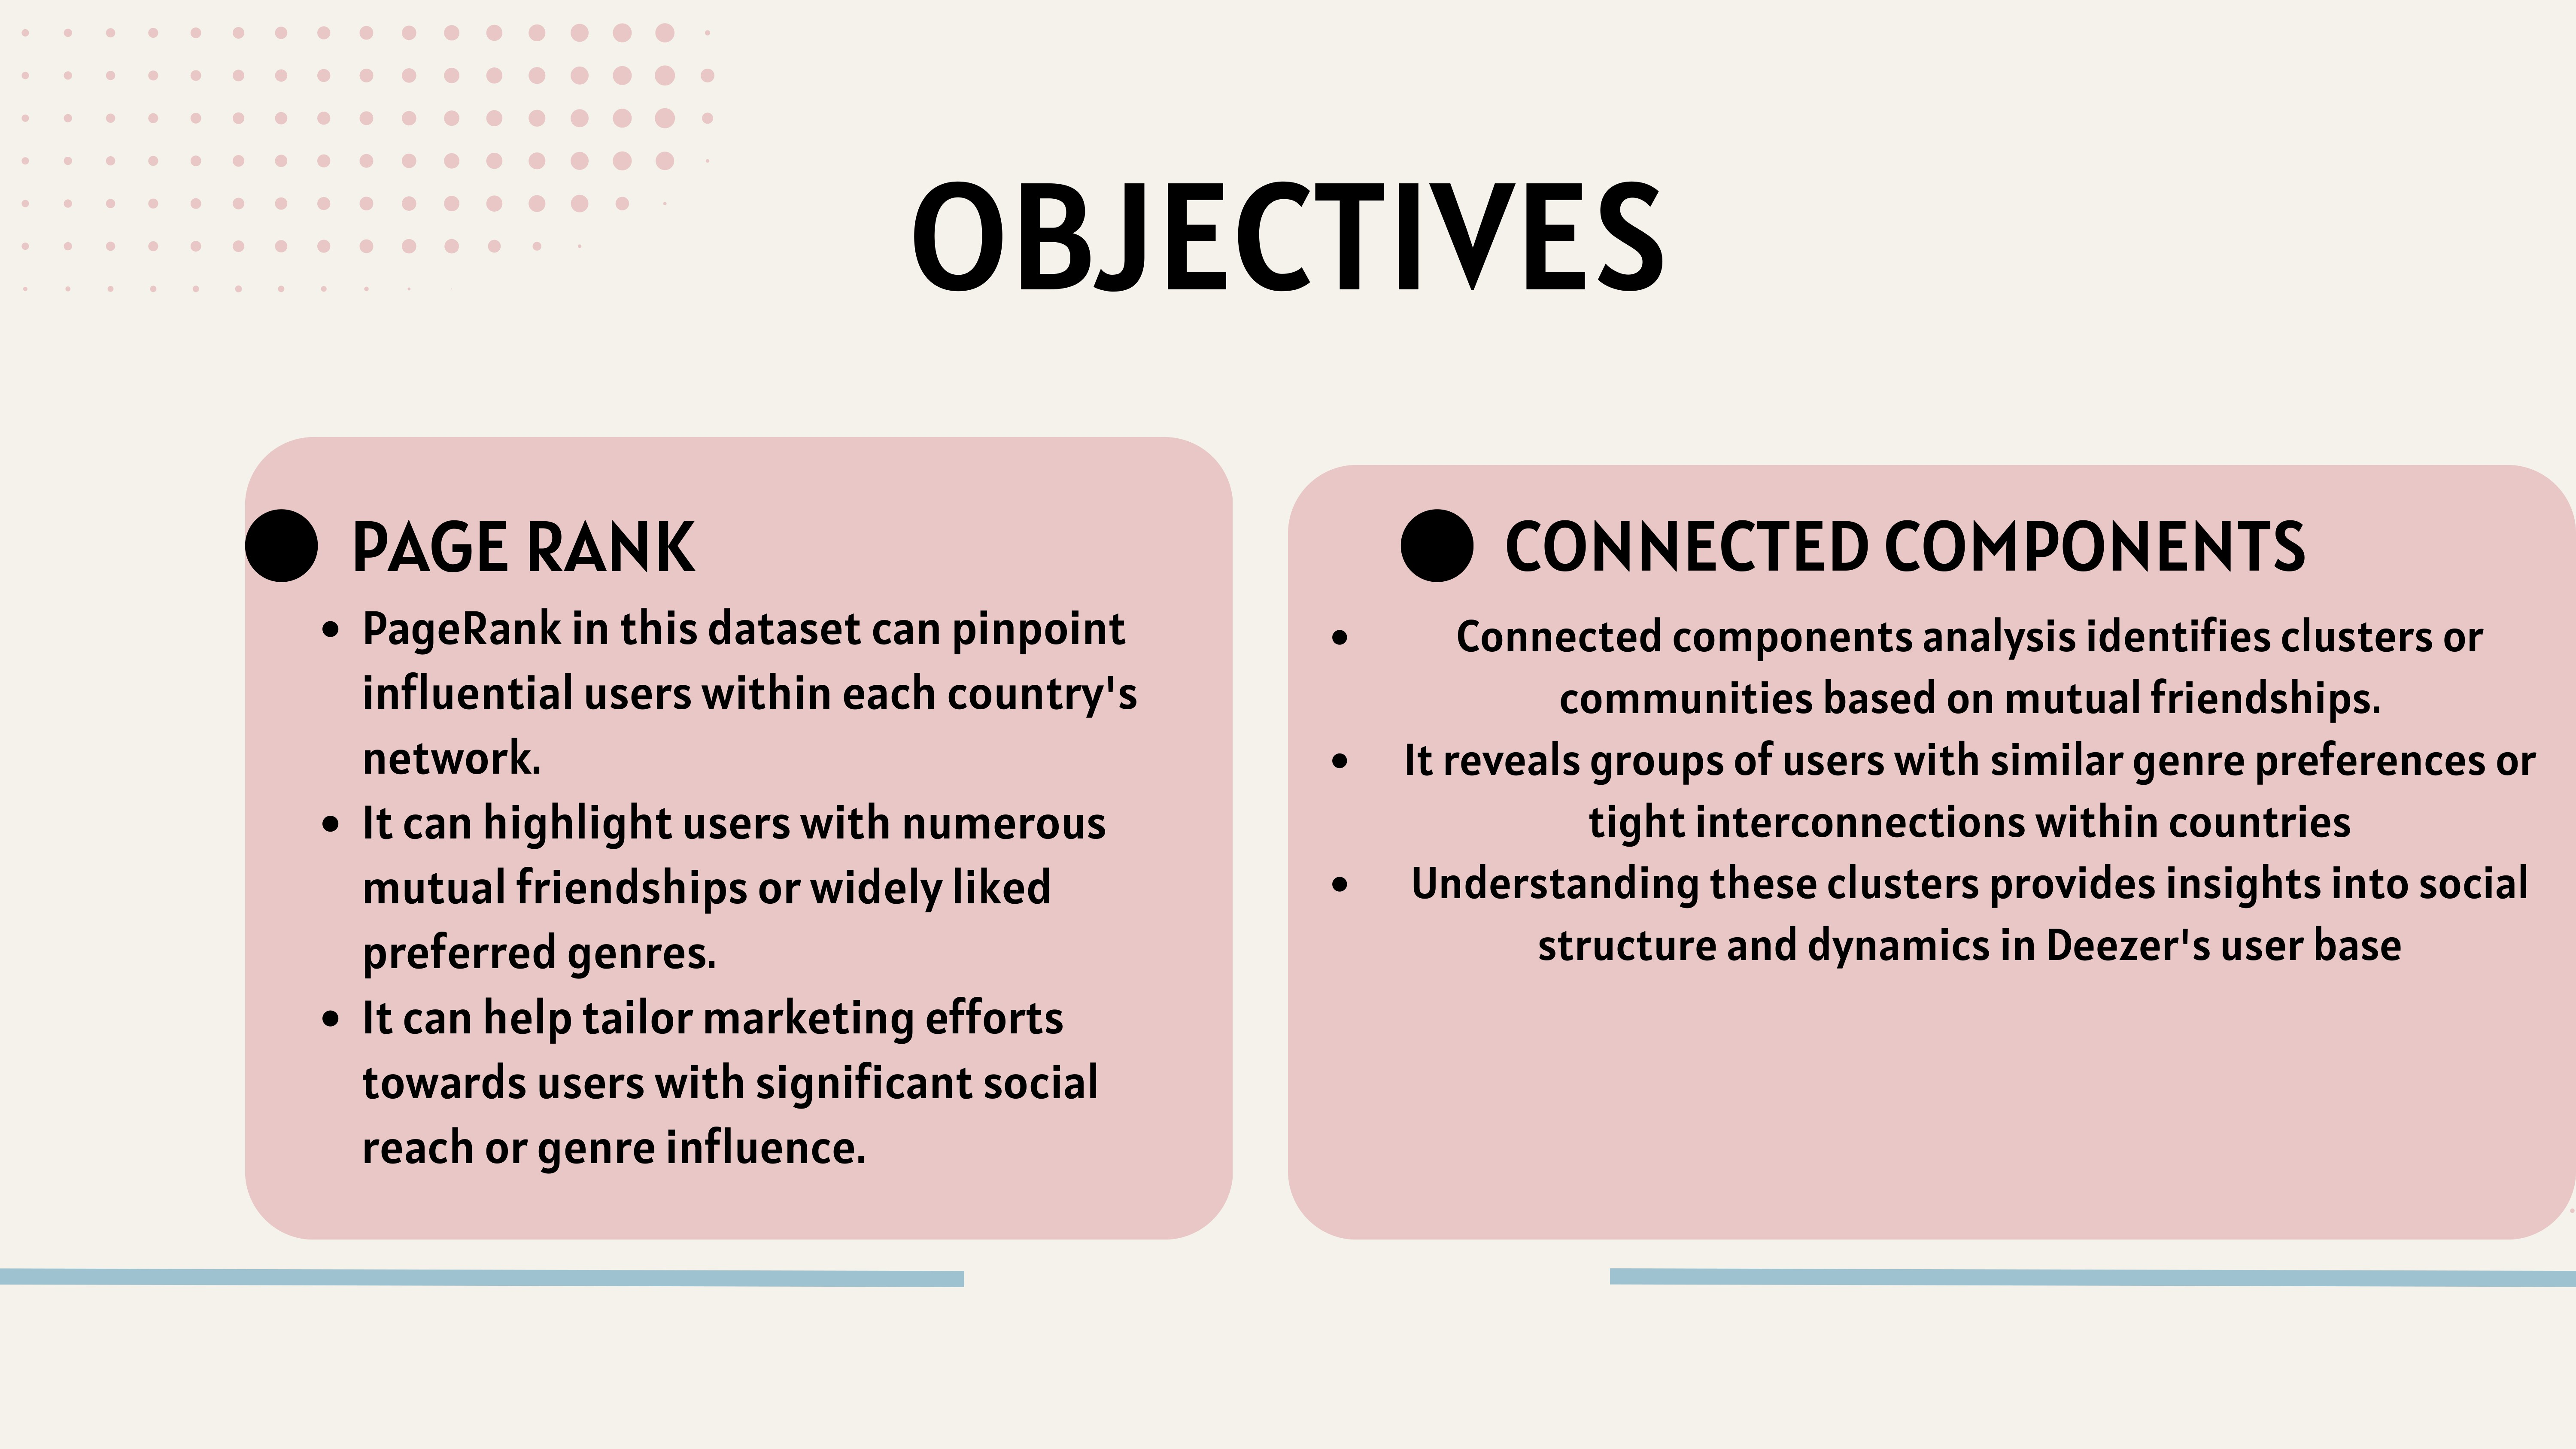 OBJECTIVES
PAGE RANK
• PageRank in this dataset can pinpoint
influential users within each country's
network.
• It can highlight users with numerous
mutual friendships or widely liked
preferred genres.
• It can help tailor marketing efforts
towards users with significant social
reach or genre influence.
CONNECTED COMPONENTS
• Connected components analysis identifies clusters or
communities based on mutual friendships.
• It reveals groups of users with similar genre preferences or
tight interconnections within countries
• Understanding these clusters provides insights into social
structure and dynamics in Deezer's user base